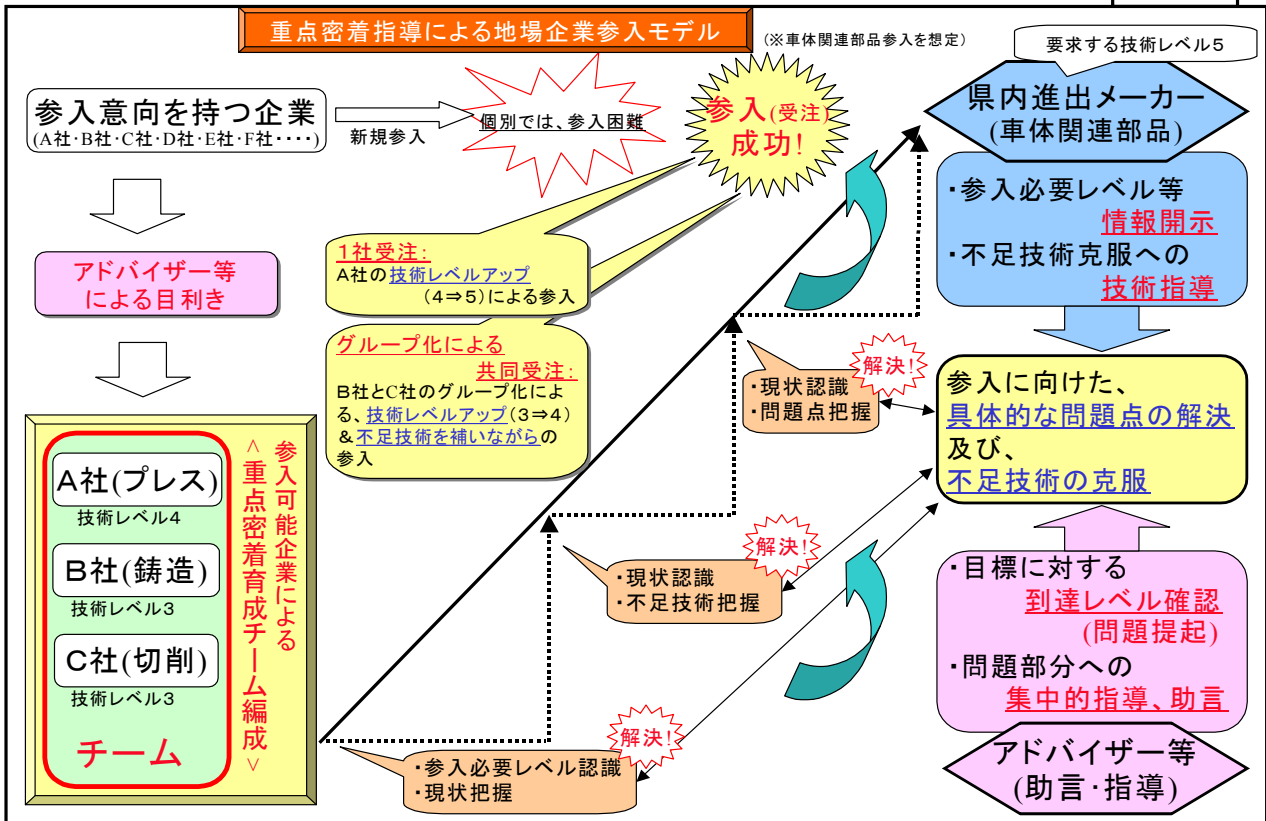 重点密着指導による地場企業参入モデル
(※車体関連部品参入を想定)
要求する技術レベル5
参入意向を持つ企業
(A社・B社・C社・D社・E社・F社・・・・)
新規参入
個別では、参入困難
参入(受注)
成功!
県内進出メーカー
(車体関連部品)
・参入必要レベル等
情報開示
・不足技術克服への
技術指導
アドバイザー等
による目利き
1社受注:
A社の技術レベルアップ
(4⇒5)による参入
グループ化による
共同受注:
B社とC社のグループ化によ
る、技術レベルアップ(3⇒4)
&不足技術を補いながらの
参入
解決!
・現状認識
・問題点把握
参入に向けた、
具体的な問題点の解決
及び、
不足技術の克服
A社(プレス)
技術レベル4
B社(鋳造)
技術レベル3
C社(切削)
技術レベル3
チーム
参入可能企業による
<重点密着育成チーム編成>
解決!
・現状認識
・不足技術把握
・目標に対する
到達レベル確認
(問題提起)
・問題部分への
集中的指導、助言
解決!
・参入必要レベル認識
・現状把握
アドバイザー等
(助言・指導)